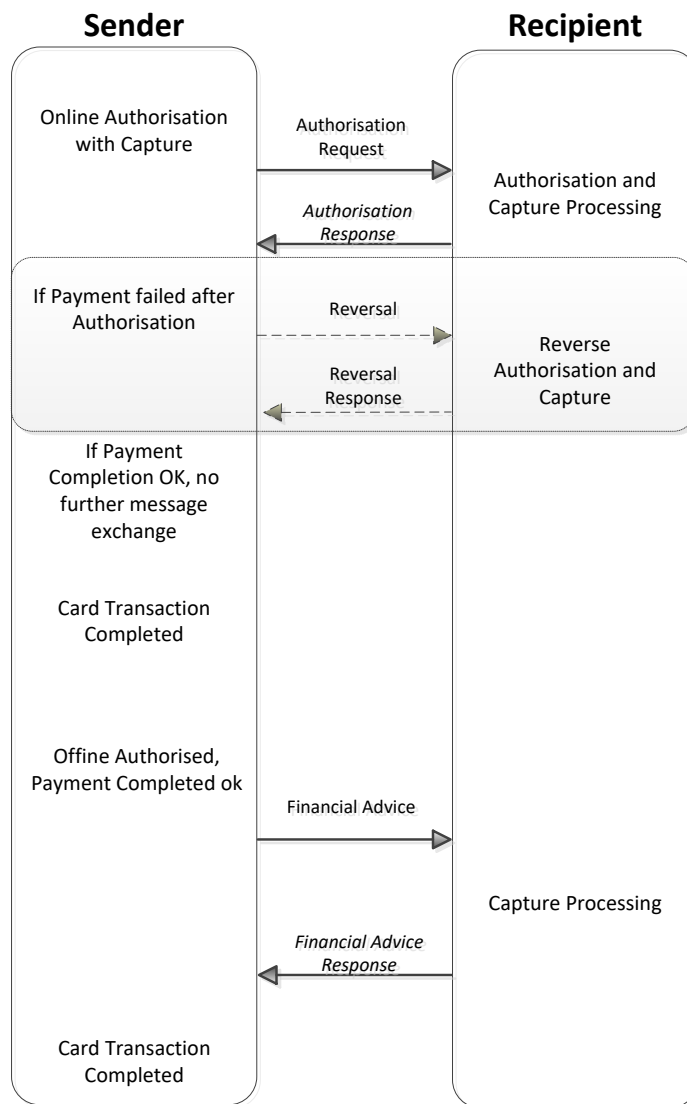 Sender
Recipient
Online Authorisation
with Capture
Authorisation
Request
Authorisation and
Capture Processing
Authorisation
Response
If Payment failed after
Authorisation
Reversal
Reverse
Authorisation and
Capture
Reversal
Response
If Payment
Completion OK, no
further message
exchange
Card Transaction
Completed
Offine Authorised,
Payment Completed ok
Financial Advice
Capture Processing
Financial Advice
Response
Card Transaction
Completed